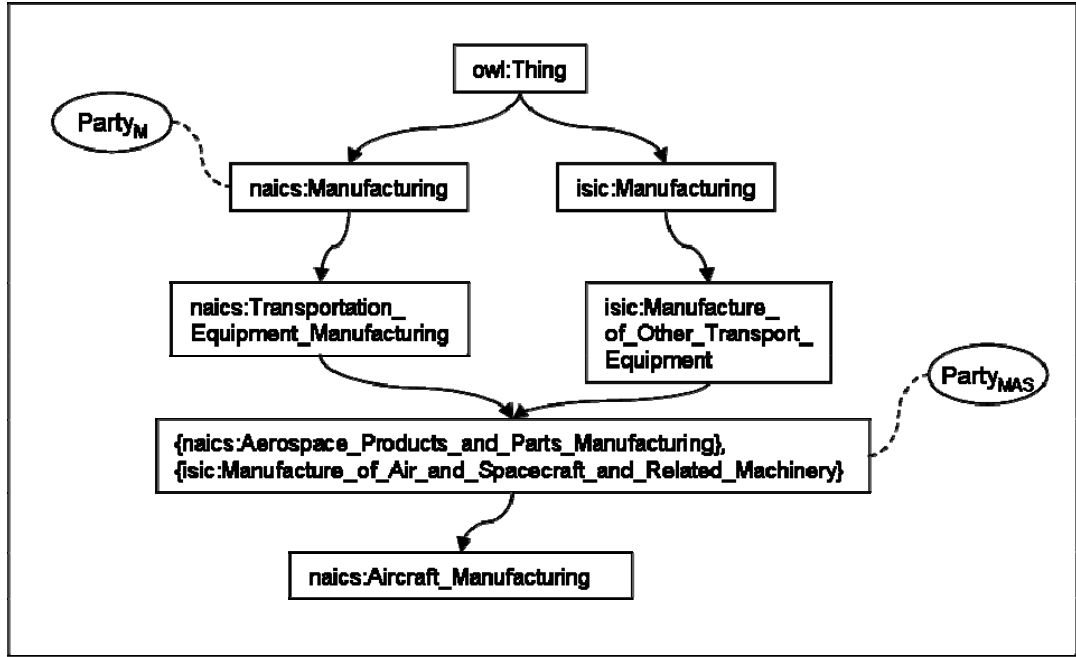 owl:Thing
Party_M
naics:Manufacturing
isic:Manufacturing
naics:Transportation_
Equipment_Manufacturing
isic:Manufacture_
of_Other_Transport_
Equipment
Party_MAS
{naics:Aerospace_Products_and_Parts_Manufacturing},
{isic:Manufacture_of_Air_and_Spacecraft_and_Related_Machinery}
naics:Aircraft_Manufacturing